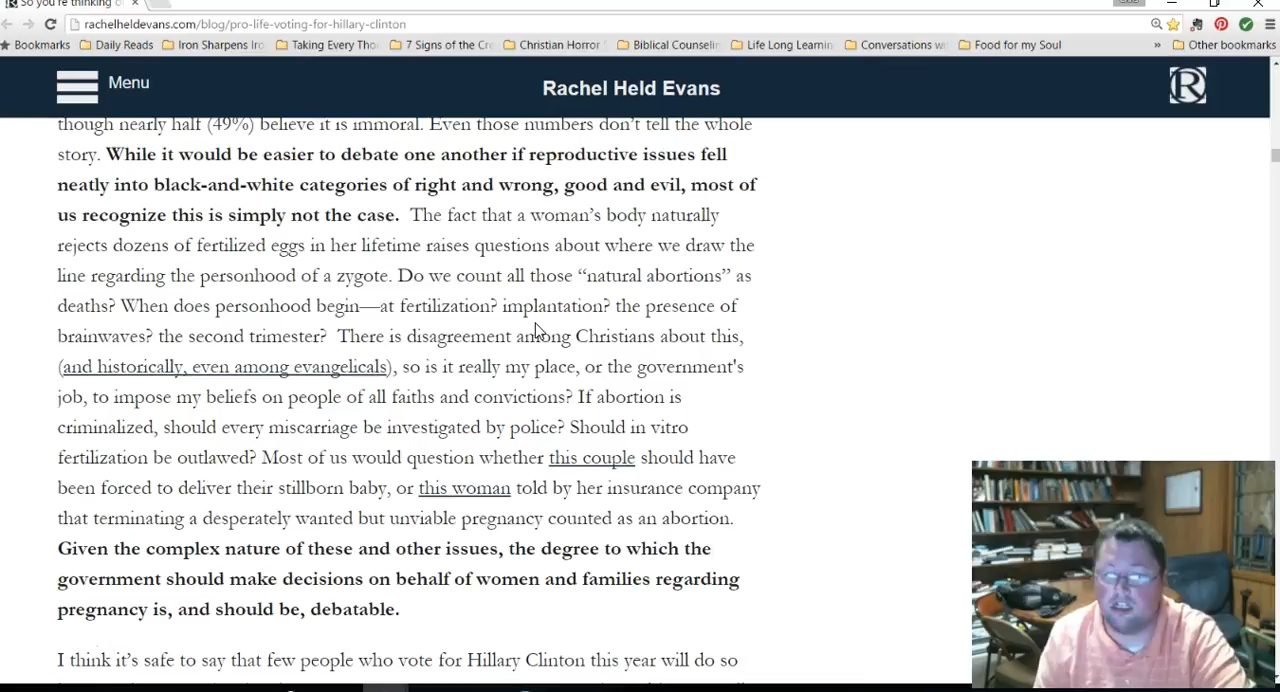 So you're thinking o
rachelheldevans.com/blog/pro-life-voting-for-hillary-clinton
Bookmarks Daily Reads Iron Sharpens Iro Taking Every Tho 7 Signs of the Cre Christian Horror Biblical Counselin Life Long Learnin Conversations wi Food for my Soul » Other bookmarks
Menu Rachel Held Evans R
though nearly half (49%) believe it is immoral. Even those numbers don't tell the whole
story. While it would be easier to debate one another if reproductive issues fell
neatly into black-and-white categories of right and wrong, good and evil, most of
us recognize this is simply not the case. The fact that a woman's body naturally
rejects dozens of fertilized eggs in her lifetime raises questions about where we draw the
line regarding the personhood of a zygote. Do we count all those “natural abortions” as
deaths? When does personhood begin—at fertilization? implantation? the presence of
brainwaves? the second trimester? There is disagreement among Christians about this,
(and historically, even among evangelicals), so is it really my place, or the government's
job, to impose my beliefs on people of all faiths and convictions? If abortion is
criminalized, should every miscarriage be investigated by police? Should in vitro
fertilization be outlawed? Most of us would question whether this couple should have
been forced to deliver their stillborn baby, or this woman told by her insurance company
that terminating a desperately wanted but unviable pregnancy counted as an abortion.
Given the complex nature of these and other issues, the degree to which the
government should make decisions on behalf of women and families regarding
pregnancy is, and should be, debatable.
I think it's safe to say that few people who vote for Hillary Clinton this year will do so